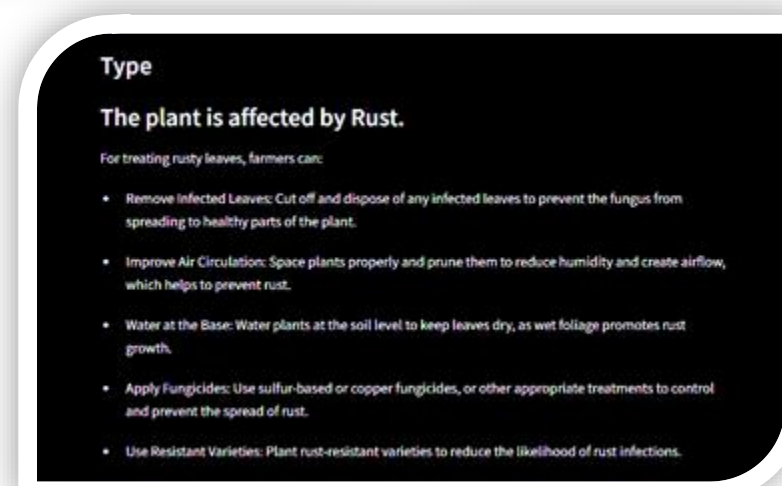 Type
The plant is affected by Rust.
For treating rusty leaves, farmers can:
• Remove Infected Leaves: Cut off and dispose of any infected leaves to prevent the fungus from
spreading to healthy parts of the plant.
• Improve Air Circulation: Space plants properly and prune them to reduce humidity and create airflow,
which helps to prevent rust.
• Water at the Base: Water plants at the soil level to keep leaves dry, as wet foliage promotes rust
growth.
• Apply Fungicides: Use sulfur-based or copper fungicides, or other appropriate treatments to control
and prevent the spread of rust.
• Use Resistant Varieties: Plant rust-resistant varieties to reduce the likelihood of rust infections.